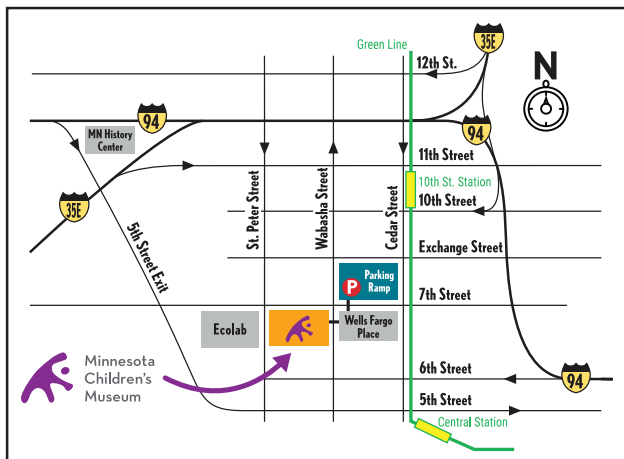 Green Line
35E
12th St.
N
94
MN History
Center
94
11th Street
10th St. Station
10th Street
35E
St. Peter Street
Wabasha Street
Cedar Street
5th Street Exit
Exchange Street
P
Parking
Ramp
7th Street
Ecolab
Wells Fargo
Place
Minnesota
Children's
Museum
6th Street
94
5th Street
Central Station